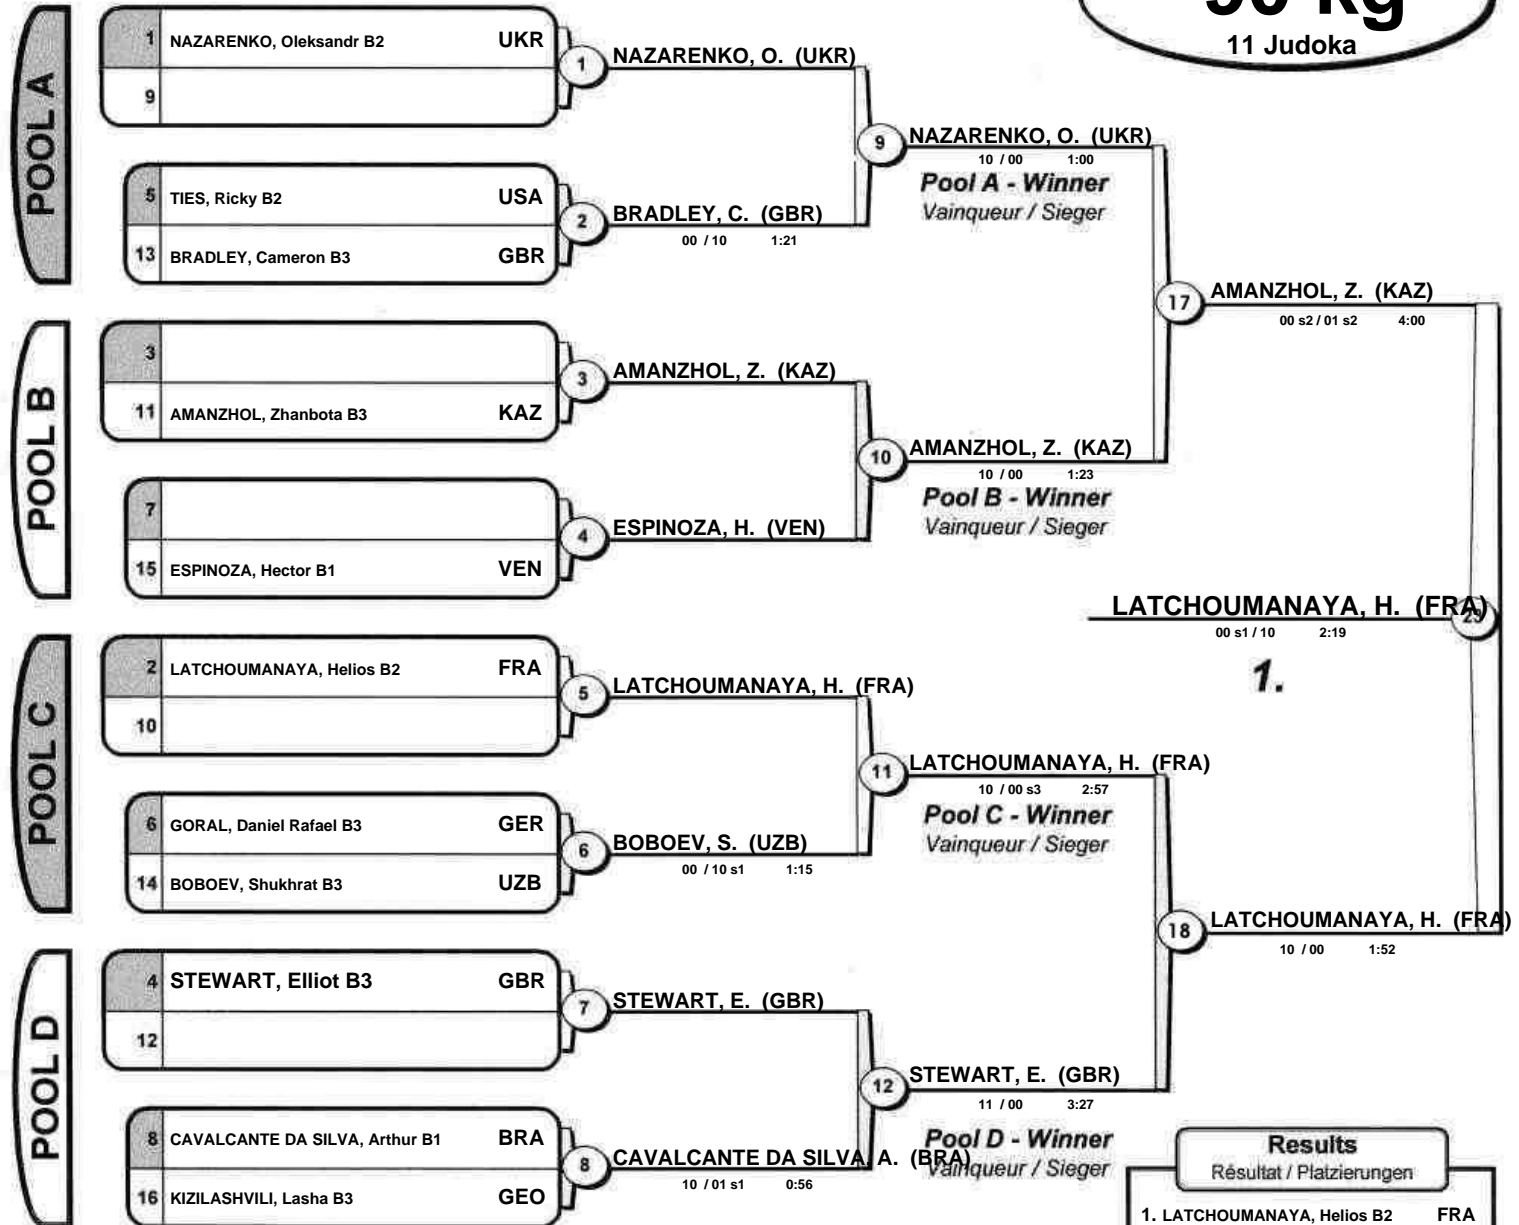 90 kg
11 Judoka
POOL A
1 NAZARENKO, Oleksandr B2 UKR
9
1 NAZARENKO, O. (UKR)
5 TIES, Ricky B2 USA
13 BRADLEY, Cameron B3 GBR
2 BRADLEY, C. (GBR)
00 / 10 1:21
9 NAZARENKO, O. (UKR)
10 / 00 1:00
Pool A - Winner
Vainqueur / Sieger
POOL B
3
11 AMANZHOL, Zhanbota B3 KAZ
3 AMANZHOL, Z. (KAZ)
7
15 ESPINOZA, Hector B1 VEN
4 ESPINOZA, H. (VEN)
10 AMANZHOL, Z. (KAZ)
10 / 00 1:23
Pool B - Winner
Vainqueur / Sieger
17 AMANZHOL, Z. (KAZ)
00 s2 / 01 s2 4:00
POOL C
2 LATCHOUMANAYA, Helios B2 FRA
10
5 LATCHOUMANAYA, H. (FRA)
6 GORAL, Daniel Rafael B3 GER
14 BOBOEV, Shukhrat B3 UZB
6 BOBOEV, S. (UZB)
00 / 10 s1 1:15
11 LATCHOUMANAYA, H. (FRA)
10 / 00 s3 2:57
Pool C - Winner
Vainqueur / Sieger
POOL D
4 STEWART, Elliot B3 GBR
12
7 STEWART, E. (GBR)
8 CAVALCANTE DA SILVA, Arthur B1 BRA
16 KIZILASHVILI, Lasha B3 GEO
8 CAVALCANTE DA SILVA, A. (BRA)
10 / 01 s1 0:56
12 STEWART, E. (GBR)
11 / 00 3:27
Pool D - Winner
Vainqueur / Sieger
18 LATCHOUMANAYA, H. (FRA)
10 / 00 1:52
LATCHOUMANAYA, H. (FRA)
00 s1 / 10 2:19
1.
Results
Résultat / Platzierungen
1. LATCHOUMANAYA, Helios B2 FRA